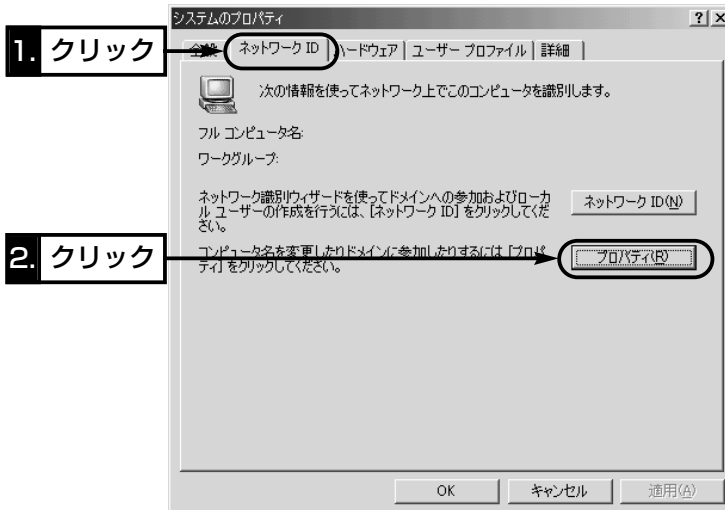 システムのプロパティ
? ×
1. クリック
全般 ネットワーク ID ハードウェア ユーザー プロファイル 詳細
次の情報を使ってネットワーク上でこのコンピュータを識別します。
フル コンピュータ名:
ワークグループ:
ネットワーク識別ウィザードを使ってドメインへの参加およびローカ
ル ユーザーの作成を行うには、[ネットワーク ID] をクリックしてくだ
さい。
ネットワーク ID(N)
2. クリック
コンピュータ名を変更したりドメインに参加したりするには [プロパ
ティ] をクリックしてください。
プロパティ(R)
OK キャンセル 適用(A)